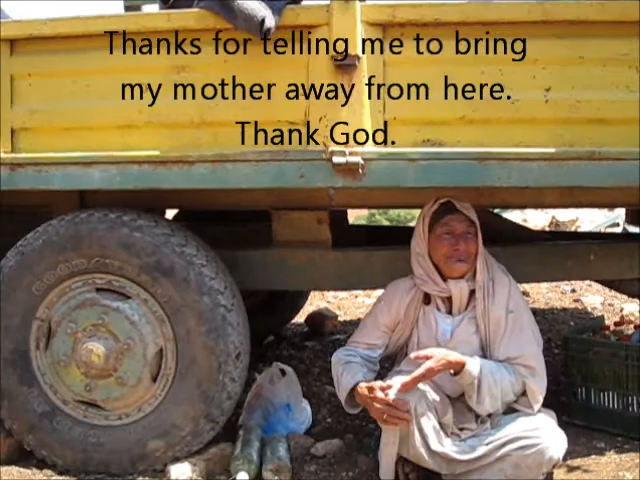 Thanks for telling me to bring
my mother away from here.
Thank God.